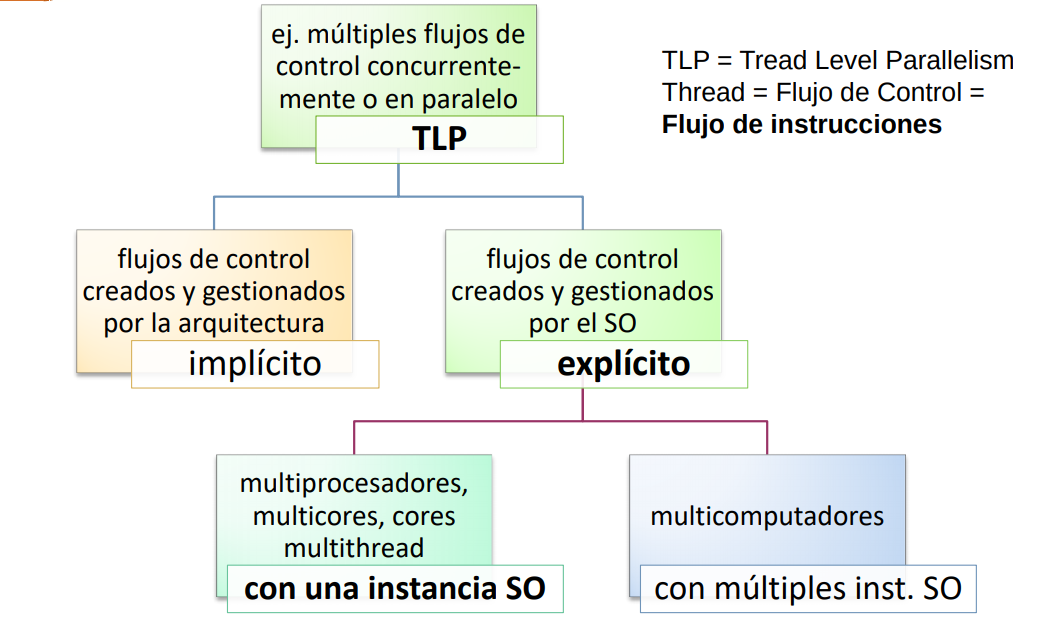 ej. múltiples flujos de
control concurrente-
mente o en paralelo
TLP
TLP = Tread Level Parallelism
Thread = Flujo de Control =
Flujo de instrucciones
flujos de control
creados y gestionados
por la arquitectura
implícito
flujos de control
creados y gestionados
por el SO
explícito
multiprocesadores,
multicores, cores
multithread
con una instancia SO
multicomputadores
con múltiples inst. SO